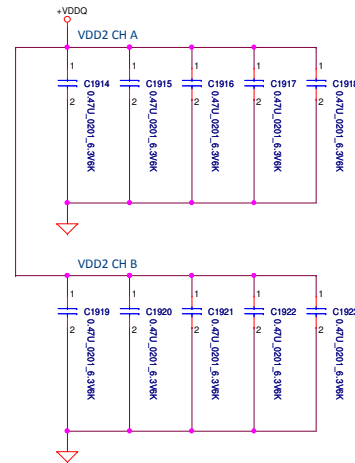 +VDDQ
VDD2 CH A
1 1 1 1 1
C1914 C1915 C1916 C1917 C1918
0.47U_0201_6.3V6K 0.47U_0201_6.3V6K 0.47U_0201_6.3V6K 0.47U_0201_6.3V6K 0.47U_0201_6.3V6K
2 2 2 2 2
VDD2 CH B
1 1 1 1 1
C1919 C1920 C1921 C1922 C1923
0.47U_0201_6.3V6K 0.47U_0201_6.3V6K 0.47U_0201_6.3V6K 0.47U_0201_6.3V6K 0.47U_0201_6.3V6K
2 2 2 2 2